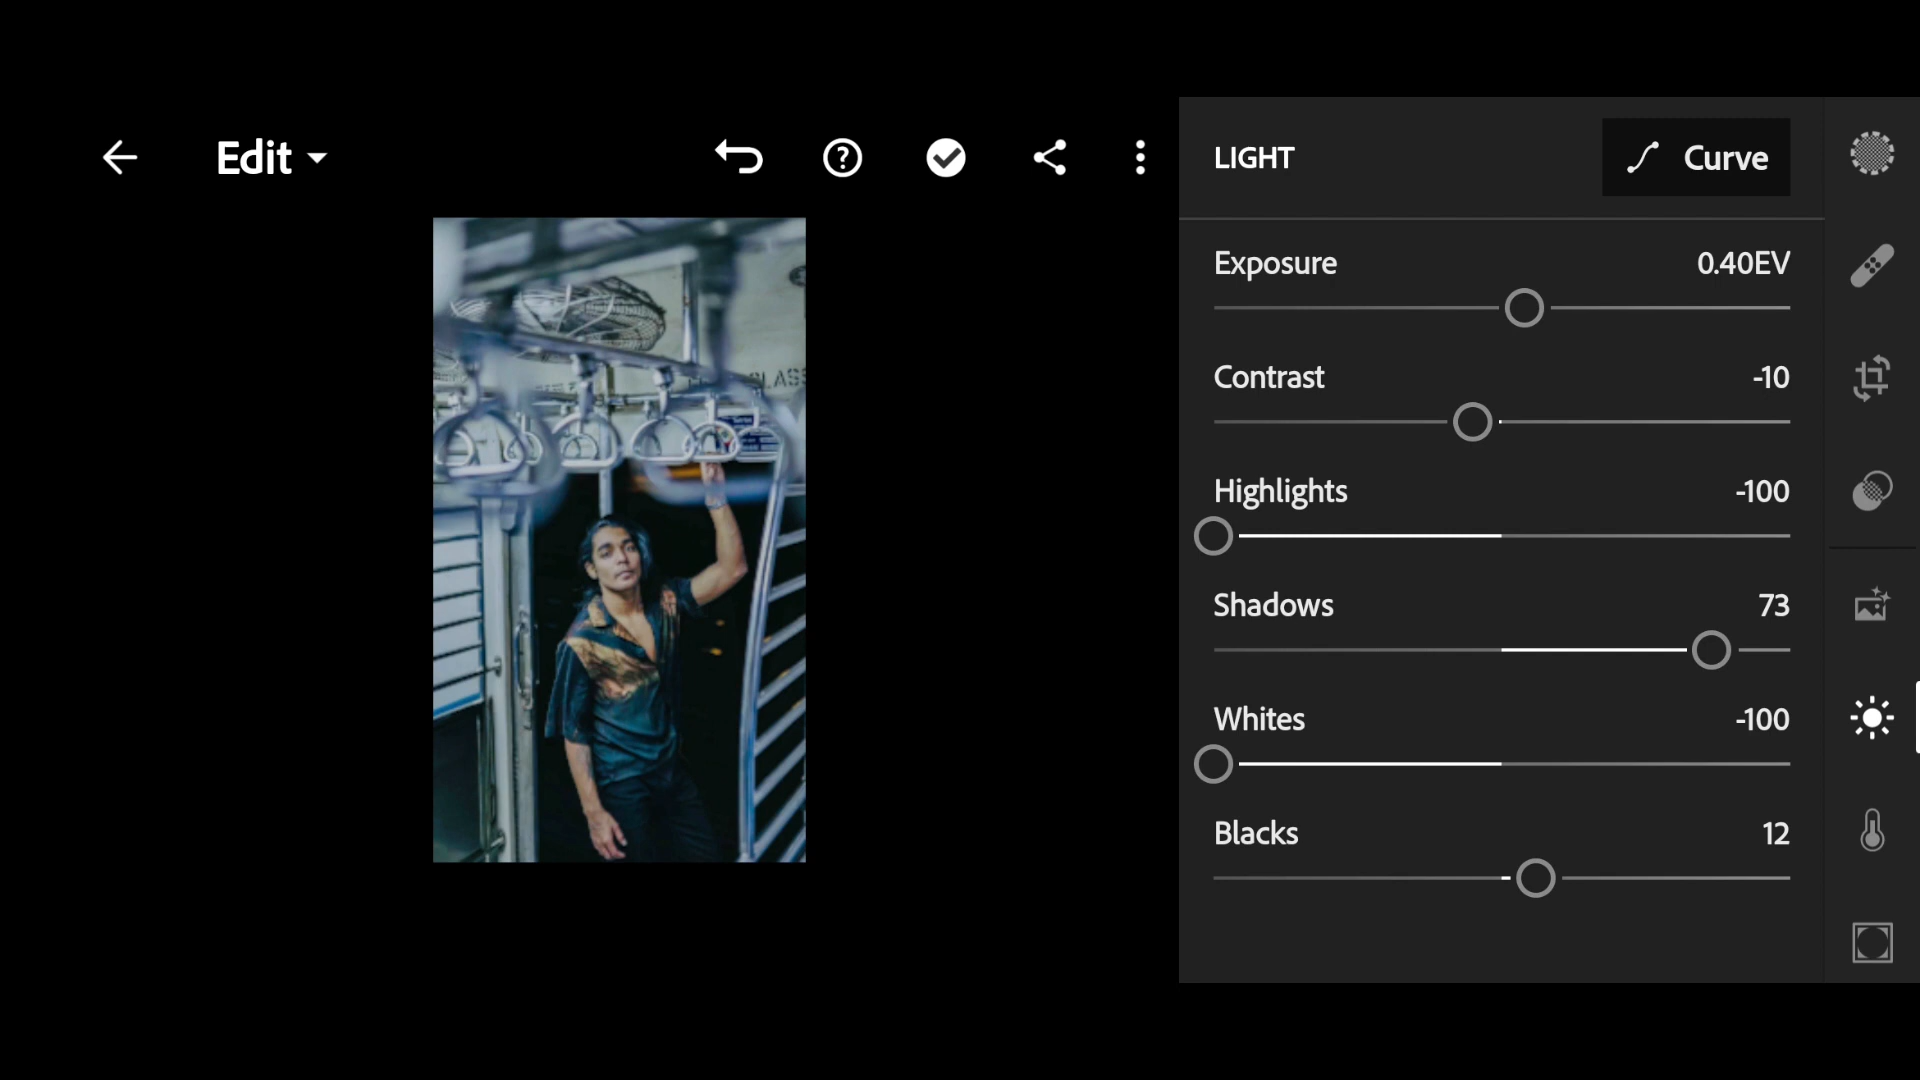 Edit
LIGHT
Curve
Exposure 0.40EV
Contrast -10
Highlights -100
Shadows 73
Whites -100
Blacks 12